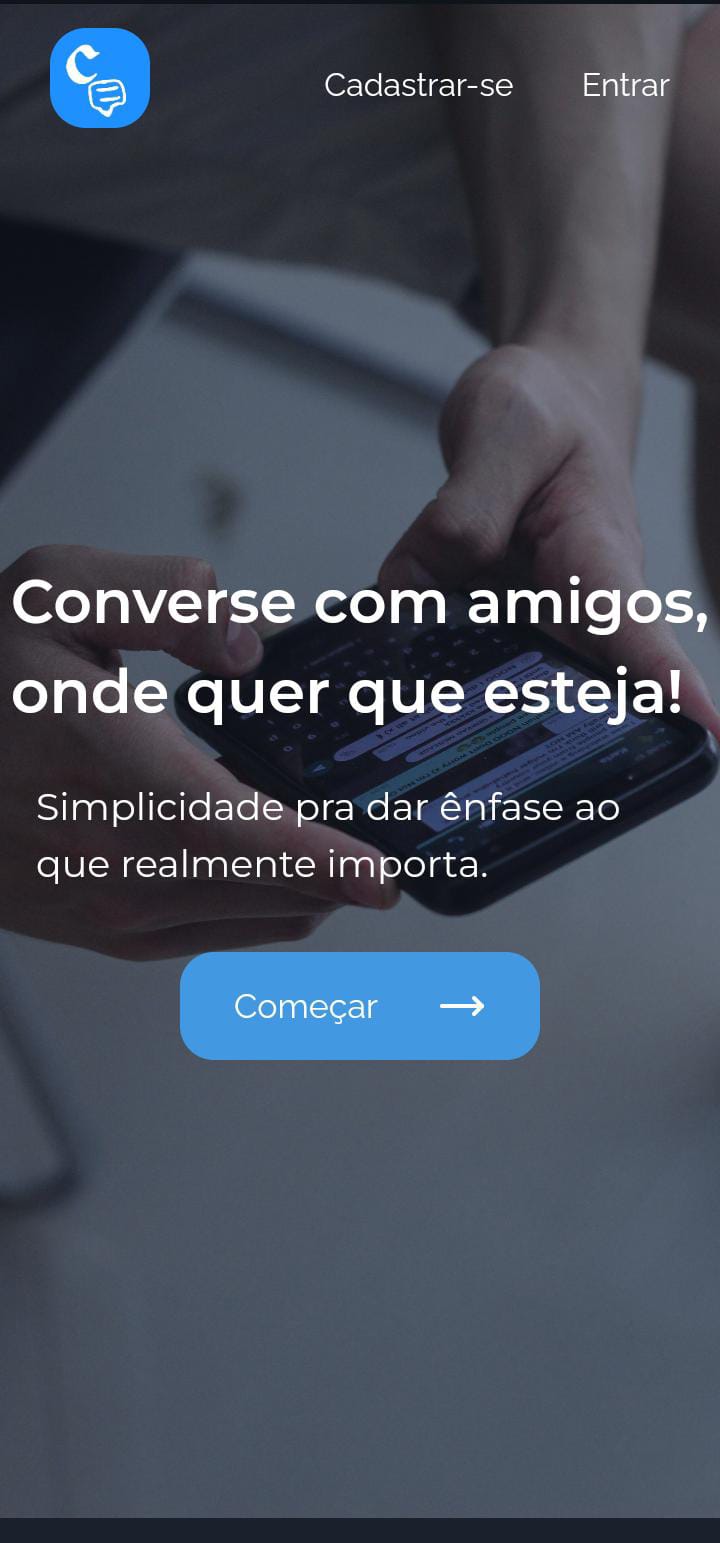 Cadastrar-se Entrar
Converse com amigos,
onde quer que esteja!
Simplicidade pra dar ênfase ao
que realmente importa.
Começar